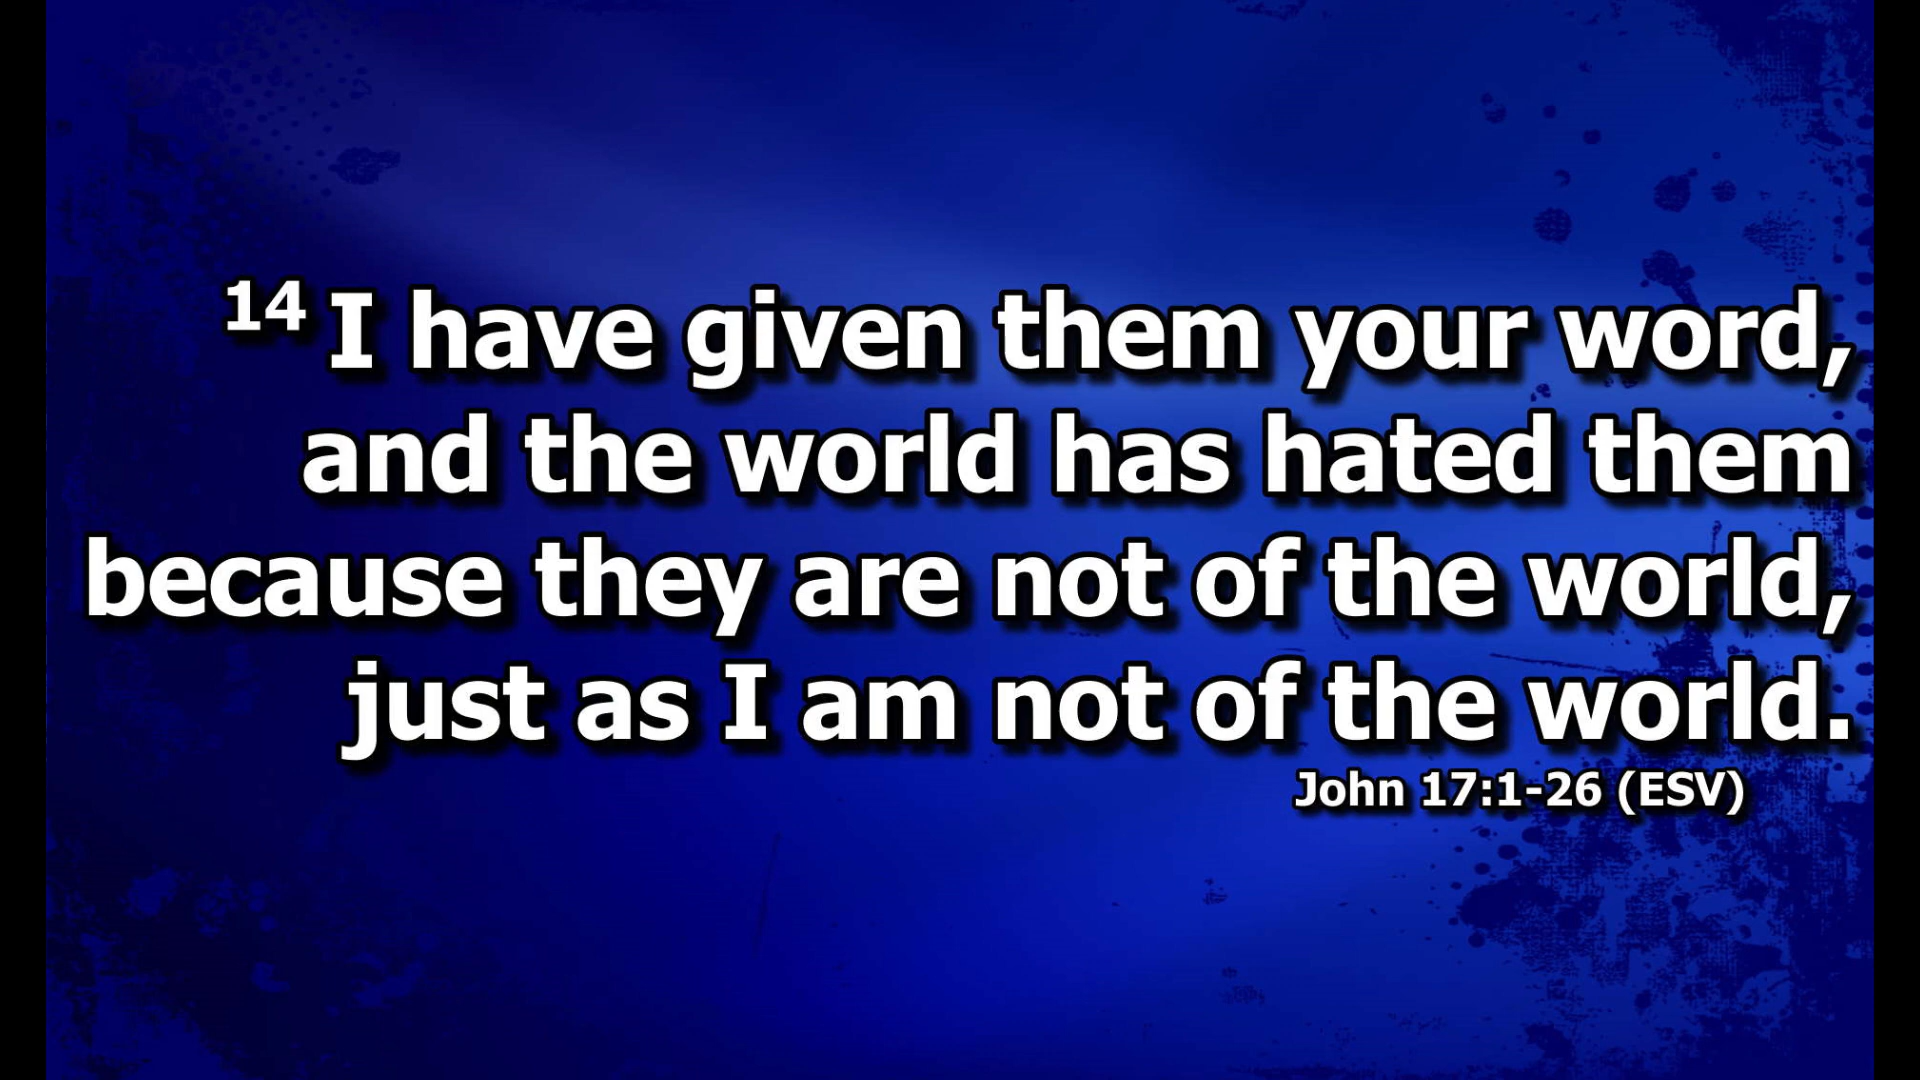 14 I have given them your word,
and the world has hated them
because they are not of the world,
just as I am not of the world.
John 17:1-26 (ESV)